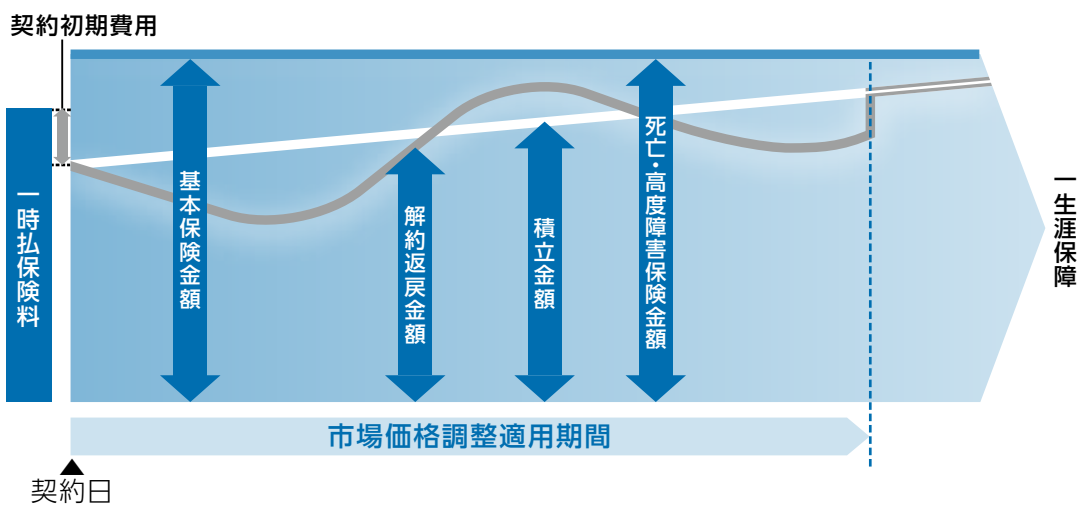 契約初期費用
一時払保険料
基本保険金額
解約返戻金額
積立金額
死亡・高度障害保険金額
一生涯保障
市場価格調整適用期間
契約日